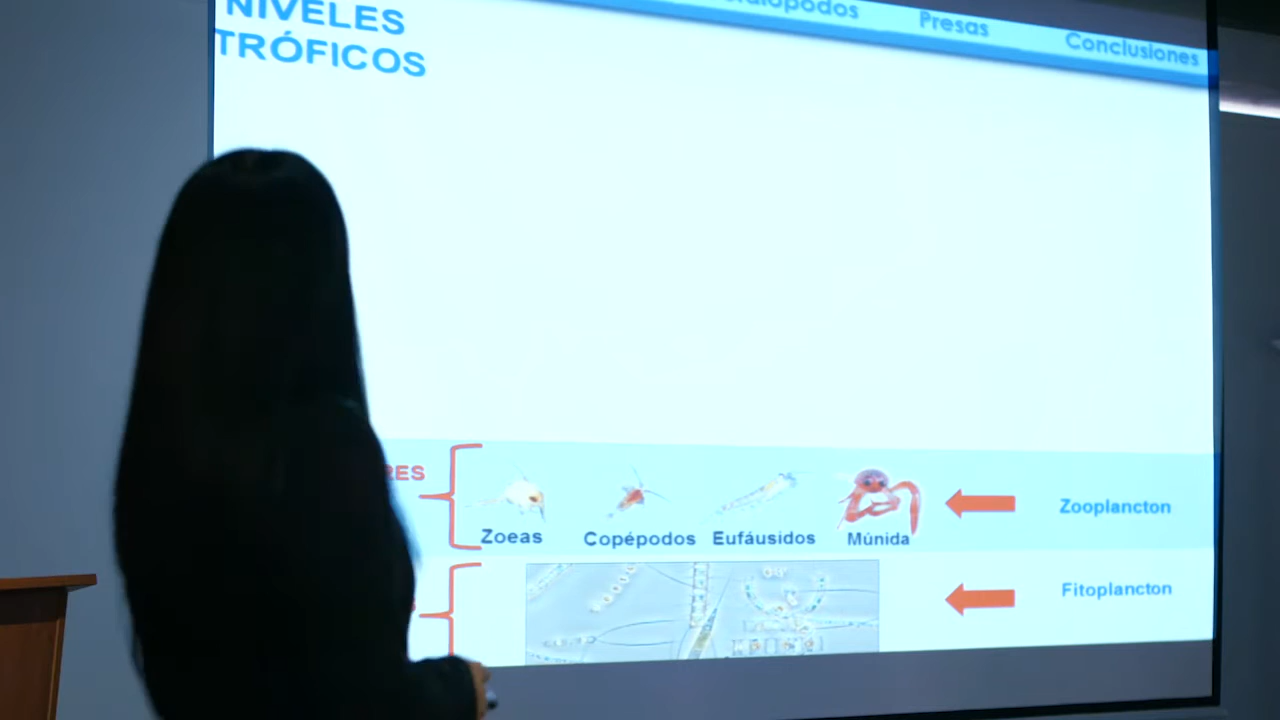 NIVELES
TRÓFICOS
Presas
Conclusiones
Zoeas
Copépodos
Eufáusidos
Múnida
Zooplancton
Fitoplancton